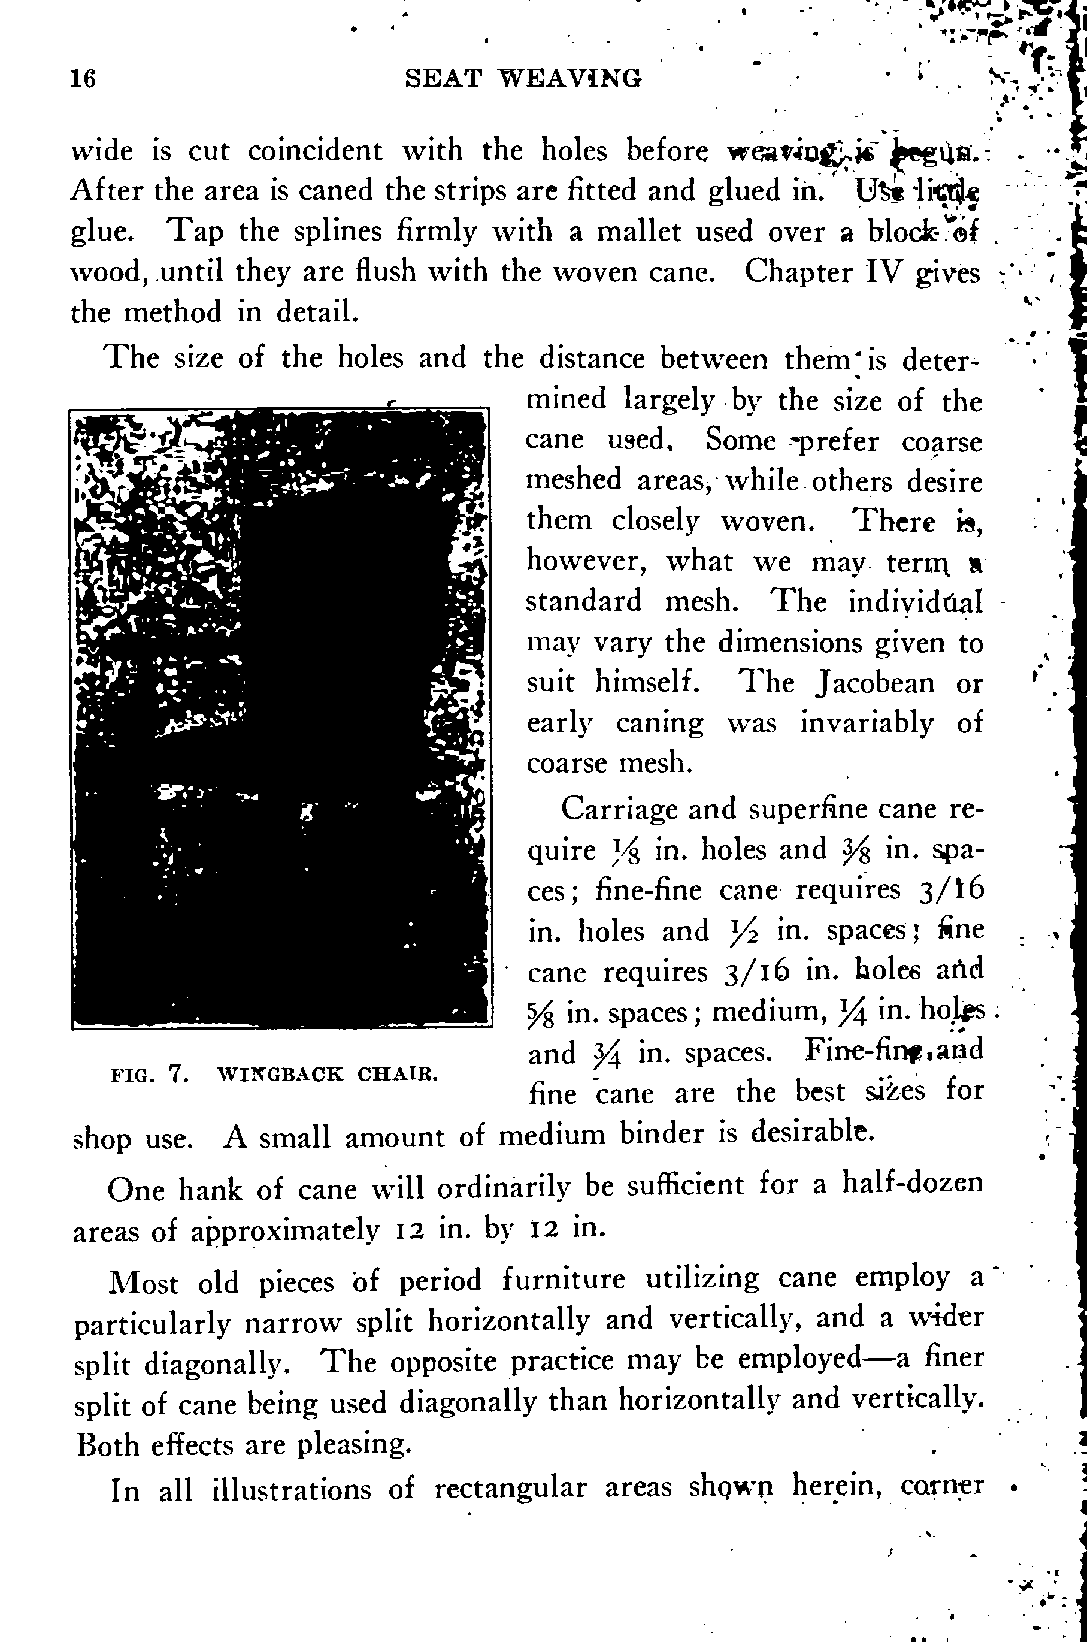 16 SEAT WEAVING
wide is cut coincident with the holes before weaving is begun.
After the area is caned the strips are fitted and glued in. Use little
glue. Tap the splines firmly with a mallet used over a block of
wood, until they are flush with the woven cane. Chapter IV gives
the method in detail.
The size of the holes and the distance between them is deter-
mined largely by the size of the
cane used. Some prefer coarse
meshed areas, while others desire
them closely woven. There is,
however, what we may term a
standard mesh. The individual
may vary the dimensions given to
suit himself. The Jacobean or
early caning was invariably of
coarse mesh.
Carriage and superfine cane re-
quire ⅛ in. holes and ⅜ in. spa-
ces; fine-fine cane requires 3/16
in. holes and ½ in. spaces; fine
cane requires 3/16 in. holes and
⅝ in. spaces; medium, ¼ in. holes
and ¾ in. spaces. Fine-fine and
fine cane are the best sizes for
FIG. 7. WINGBACK CHAIR.
shop use. A small amount of medium binder is desirable.
One hank of cane will ordinarily be sufficient for a half-dozen
areas of approximately 12 in. by 12 in.
Most old pieces of period furniture utilizing cane employ a
particularly narrow split horizontally and vertically, and a wider
split diagonally. The opposite practice may be employed—a finer
split of cane being used diagonally than horizontally and vertically.
Both effects are pleasing.
In all illustrations of rectangular areas shown herein, corner